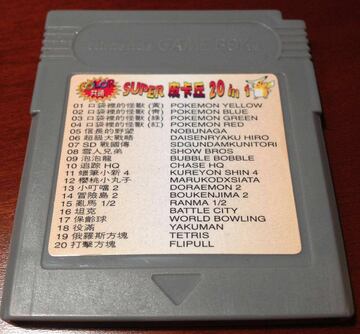 Nintendo GAME BOY
SUPER 皮卡丘 20 in 1
01 口袋裡的怪獸 (黃) POKEMON YELLOW
02 口袋裡的怪獸 (青) POKEMON BLUE
03 口袋裡的怪獸 (綠) POKEMON GREEN
04 口袋裡的怪獸 (紅) POKEMON RED
05 信長的野望 NOBUNAGA
06 超級大戰略 DAISENRYAKU HIRO
07 SD 戰國傳 SDGUNDAMKUNITORI
08 雪人兄弟 SHOW BROS
09 泡泡龍 BUBBLE BOBBLE
10 追蹤 HQ CHASE HQ
11 蠟筆小新 4 KUREYON SHIN 4
12 櫻桃小丸子 MARUKODXSIATA
13 小叮噹 2 DORAEMON 2
14 冒險島 2 BOUKENJIMA 2
15 亂馬 1/2 RANMA 1/2
16 坦克 BATTLE CITY
17 保齡球 WORLD BOWLING
18 役滿 YAKUMAN
19 俄羅斯方塊 TETRIS
20 打擊方塊 FLIPULL